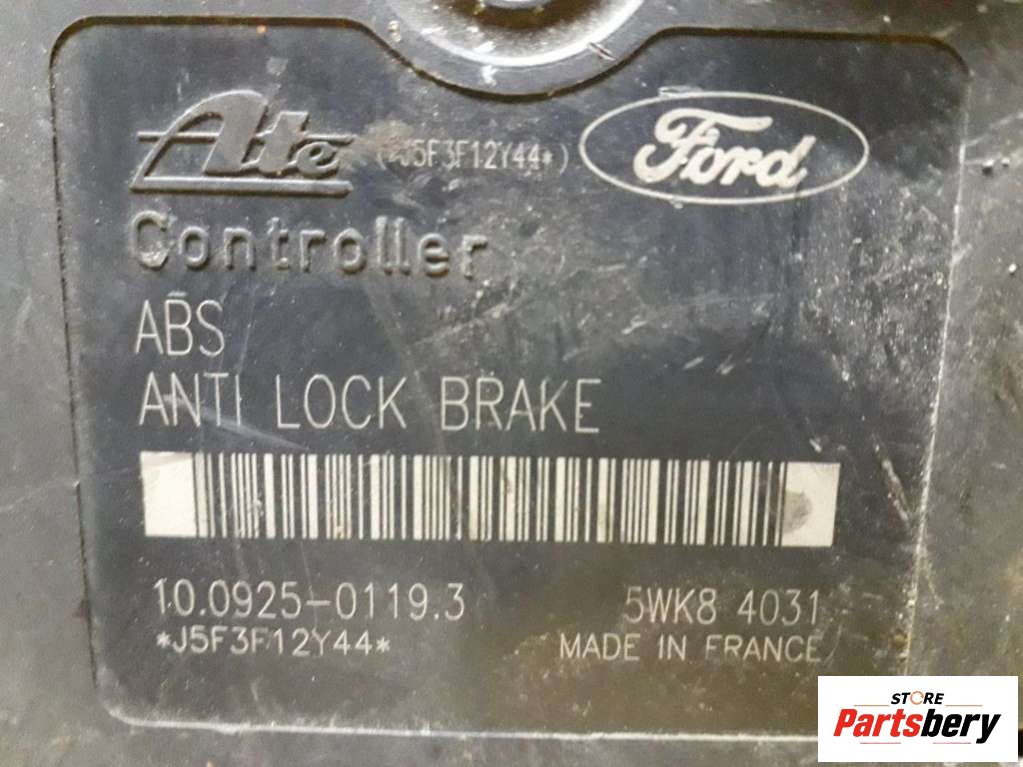 Ate (*J5F3F12Y44*) Ford
Controller
ABS
ANTI LOCK BRAKE
10.0925-0119.3 5WK8 4031
*J5F3F12Y44* MADE IN FRANCE
STORE
Partsbery